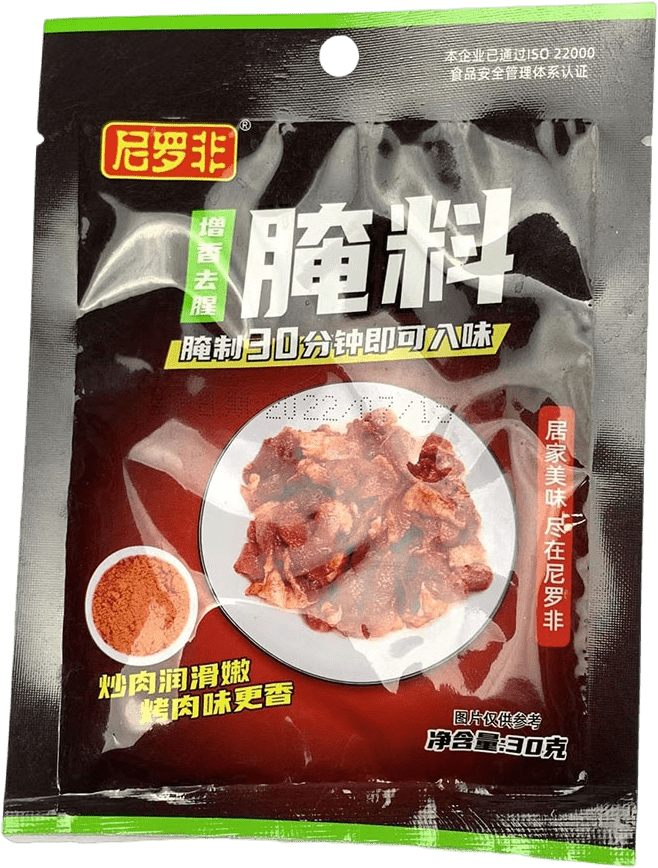 本企业已通过ISO 22000
食品安全管理体系认证
尼罗非®
增香去腥
腌料
腌制30分钟即可入味
居家美味 尽在尼罗非
炒肉润滑嫩
烤肉味更香
图片仅供参考
净含量:30克